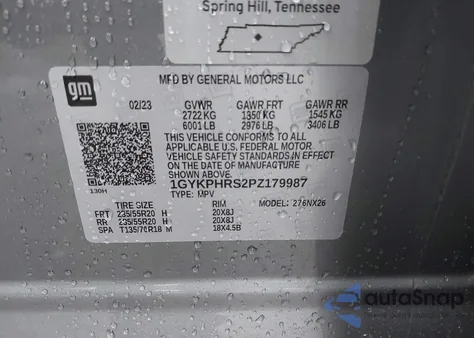 Spring Hill, Tennessee
gm
MFD BY GENERAL MOTORS LLC
02/23 GVWR GAWR FRT GAWR RR
2722 KG 1350 KG 1545 KG
6001 LB 2976 LB 3406 LB
THIS VEHICLE CONFORMS TO ALL
APPLICABLE U.S. FEDERAL MOTOR
VEHICLE SAFETY STANDARDS IN EFFECT
ON THE DATE OF MANUFACTURE
SHOWN ABOVE.
1GYKPHRS2PZ179987
TYPE: MPV MODEL: 276NX26
130H
TIRE SIZE RIM
FRT 235/55R20 H 20X8J
RR 235/55R20 H 20X8J
SPA T135/70R18 M 18X4.5B
autoSnap